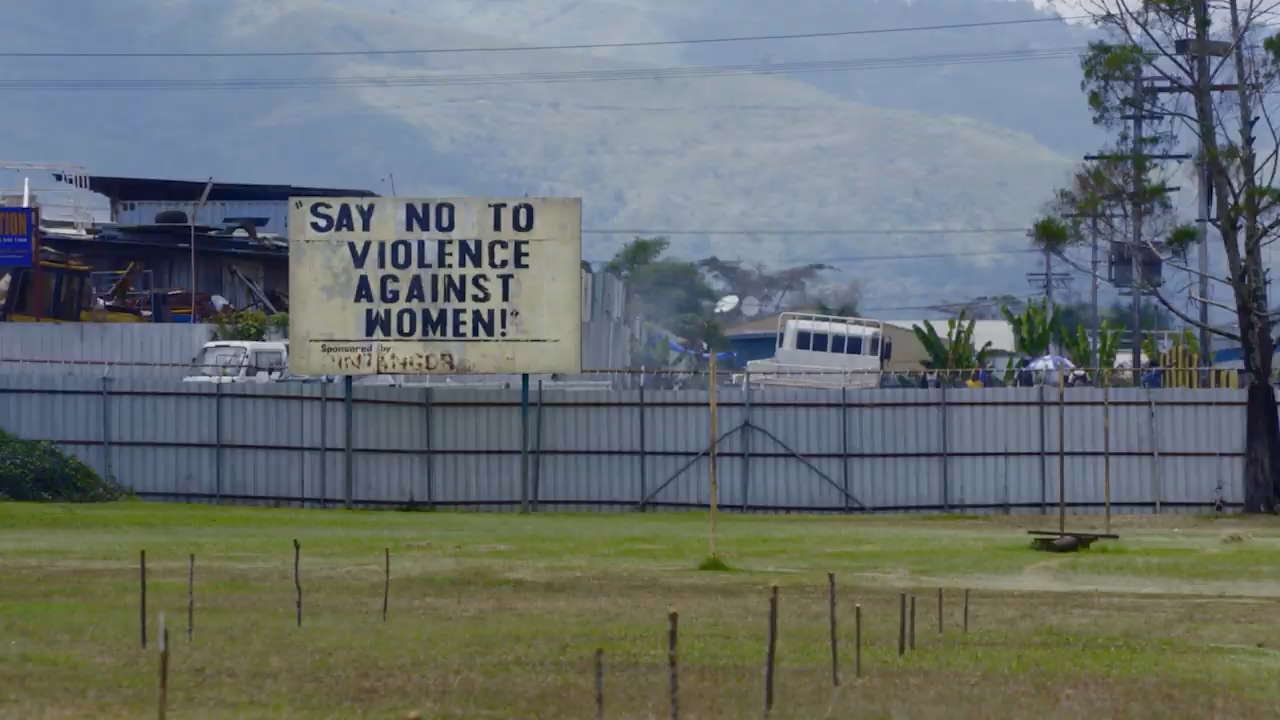 "SAY NO TO
VIOLENCE
AGAINST
WOMEN!"
Sponsored by